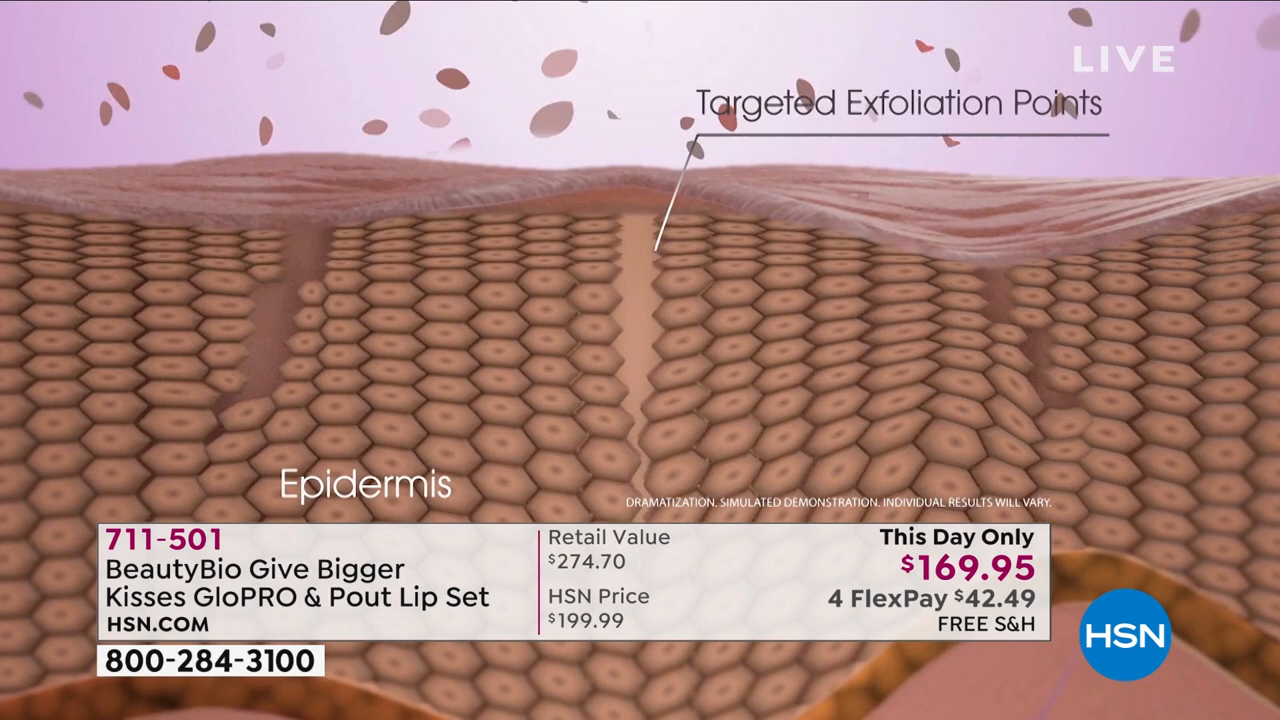 LIVE
Targeted Exfoliation Points
Epidermis
DRAMATIZATION. SIMULATED DEMONSTRATION. INDIVIDUAL RESULTS WILL VARY.
711-501
BeautyBio Give Bigger
Kisses GloPRO & Pout Lip Set
HSN.COM
Retail Value
$274.70
HSN Price
$199.99
This Day Only
$169.95
4 FlexPay $42.49
FREE S&H
800-284-3100
HSN